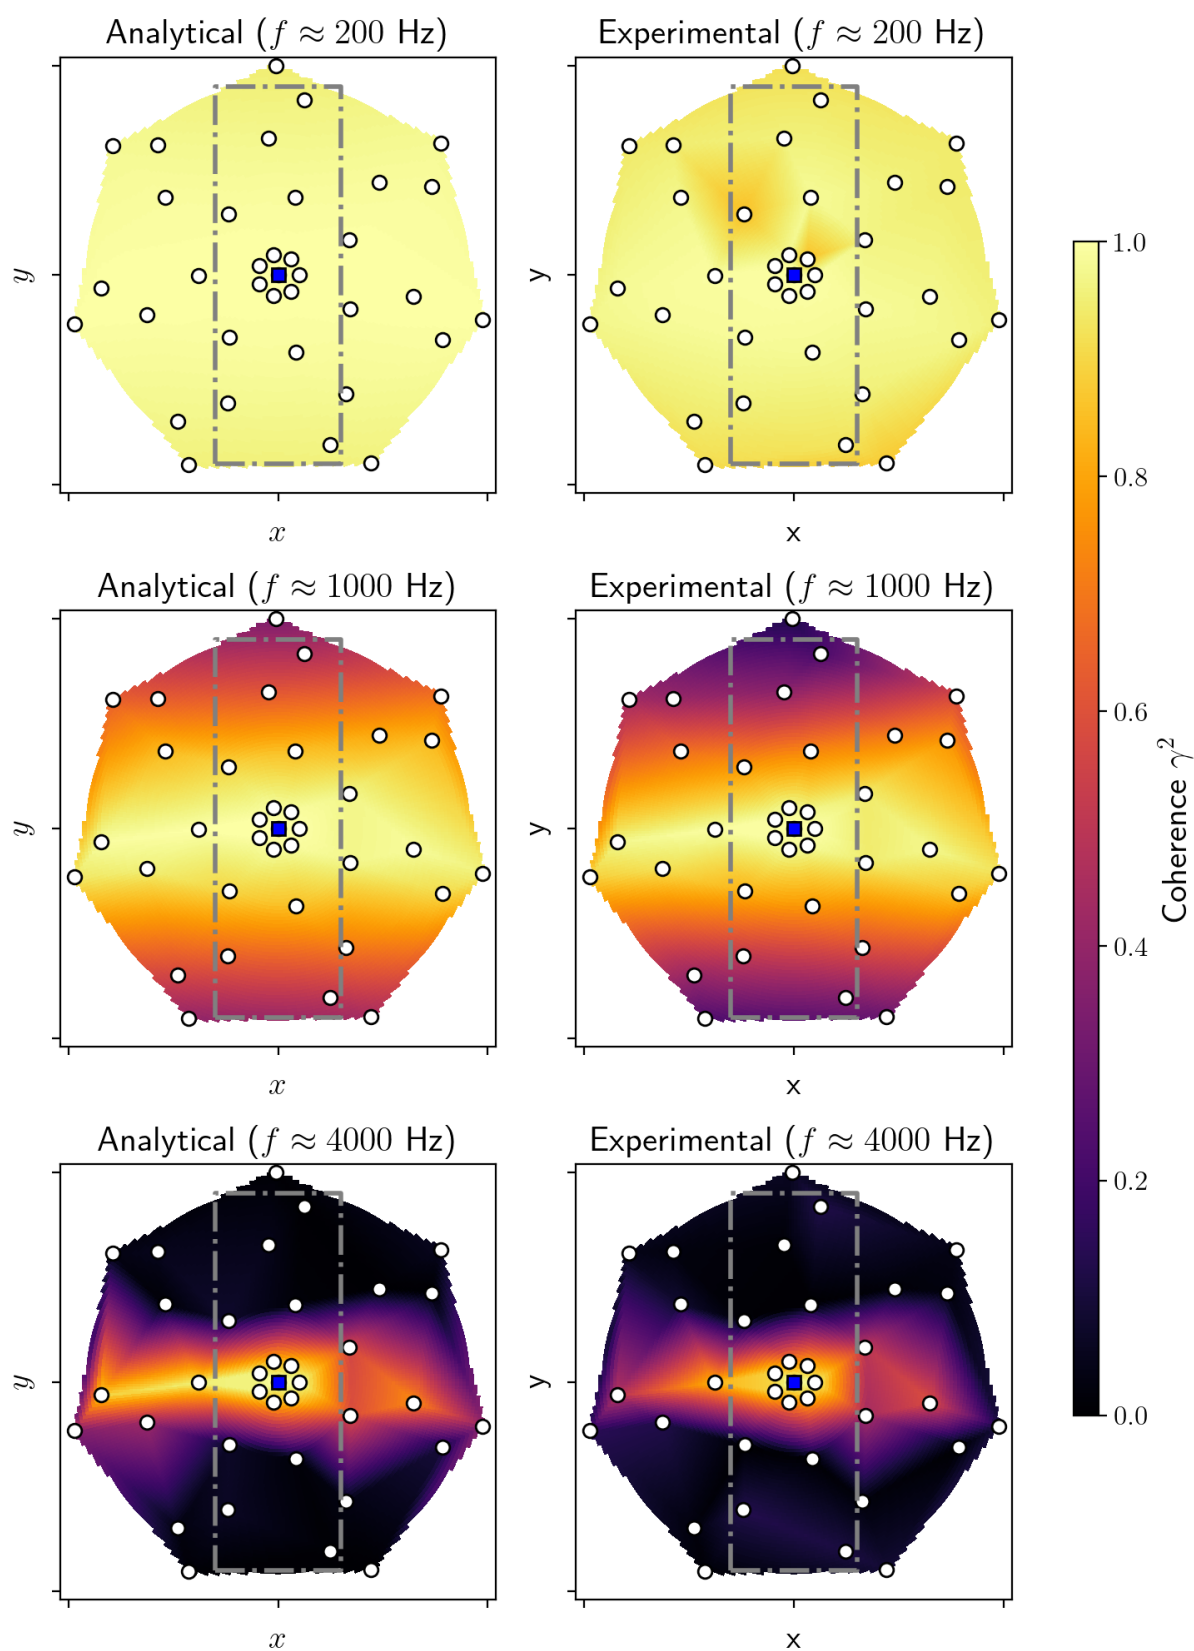 Analytical (f ≈ 200 Hz)
Experimental (f ≈ 200 Hz)
y
x
y
x
Analytical (f ≈ 1000 Hz)
Experimental (f ≈ 1000 Hz)
y
x
y
x
Analytical (f ≈ 4000 Hz)
Experimental (f ≈ 4000 Hz)
y
x
y
x
1.0
0.8
0.6
0.4
0.2
0.0
Coherence γ²